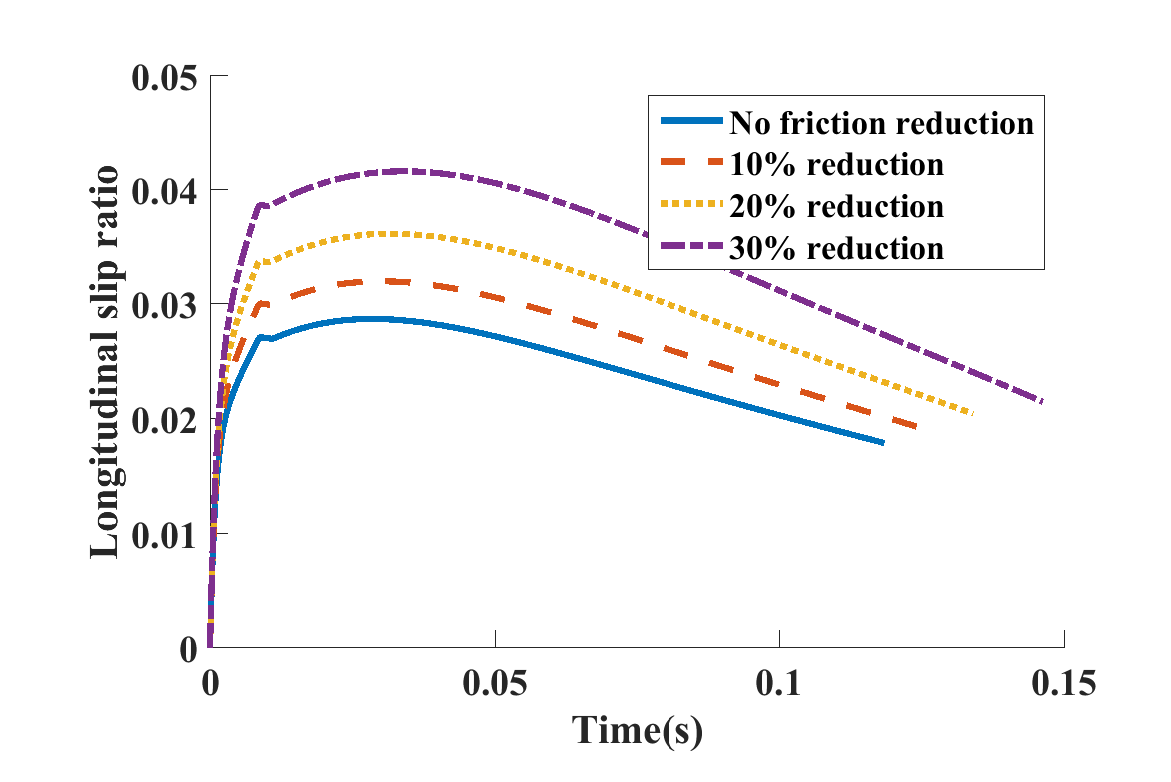 0.05
0.04
0.03
0.02
0.01
0
Longitudinal slip ratio
No friction reduction
10% reduction
20% reduction
30% reduction
0
0.05
0.1
0.15
Time(s)